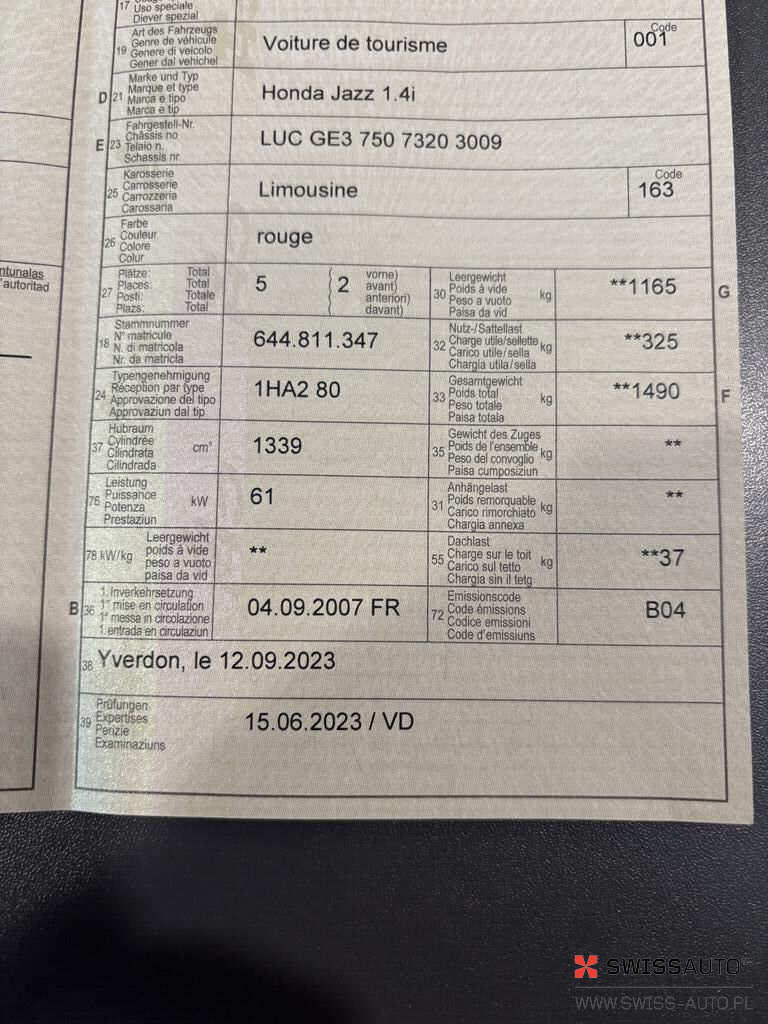 17 Uso speciale
Diever spezial
Art des Fahrzeugs
Genre de véhicule
19 Genere di veicolo
Gener dal vehichel
Voiture de tourisme
Code
001
Marke und Typ
D 21 Marque et type
Marca e tipo
Marca e tip
Honda Jazz 1.4i
Fahrgestell-Nr.
E 23 Châssis no
Telaio n.
Schassis nr.
LUC GE3 750 7320 3009
Karosserie
25 Carrosserie
Carrozzeria
Carossaria
Limousine
Code
163
Farbe
26 Couleur
Colore
Colur
rouge
ntunalas
'autoritad
Plätze: Total
27 Places: Total
Posti: Totale
Plazs: Total
5
2
vorne)
avant)
anteriori)
davant)
Leergewicht
30 Poids à vide kg
Peso a vuoto
Paisa da vid
**1165
G
Stammnummer
18 N° matricule
N. di matricola
Nr. da matricla
644.811.347
Nutz-/Sattellast
32 Charge utile/sellette kg
Carico utile/sella
Chargia utila/sella
**325
Typengenehmigung
24 Réception par type
Approvazione del tipo
Approvaziun dal tip
1HA2 80
Gesamtgewicht
33 Poids total kg
Peso totale
Paisa totala
**1490
F
Hubraum
37 Cylindrée cm³
Cilindrata
Cilindrada
1339
Gewicht des Zuges
35 Poids de l'ensemble kg
Peso del convoglio
Paisa cumposiziun
**
Leistung
76 Puissance kW
Potenza
Prestaziun
61
Anhängelast
31 Poids remorquable kg
Carico rimorchiato
Chargia annexa
**
Leergewicht
78 kW/kg poids à vide
peso a vuoto
paisa da vid
**
Dachlast
55 Charge sur le toit kg
Carico sul tetto
Chargia sin il tetg
**37
1. Inverkehrsetzung
B 36 1re mise en circulation
1a messa in circolazione
1. entrada en circulaziun
04.09.2007 FR
Emissionscode
72 Code émissions
Codice emissioni
Code d'emissiuns
B04
38 Yverdon, le 12.09.2023
Prüfungen
39 Expertises
Perizie
Examinaziuns
15.06.2023 / VD
SWISSAUTO
WWW.SWISS-AUTO.PL